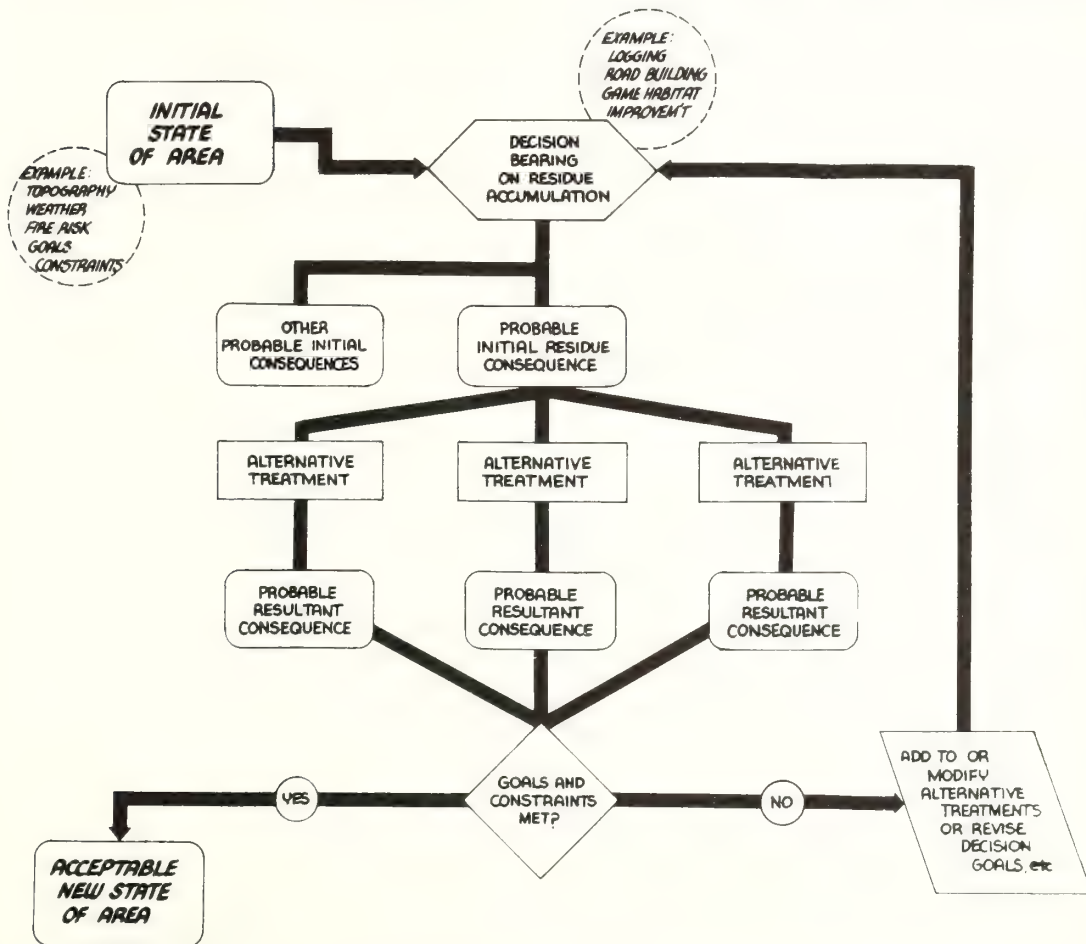 EXAMPLE:
LOGGING
ROAD BUILDING
GAME HABITAT
IMPROVEM'T
INITIAL
STATE
OF AREA
EXAMPLE:
TOPOGRAPHY
WEATHER
FIRE RISK
GOALS
CONSTRAINTS
DECISION
BEARING
ON RESIDUE
ACCUMULATION
OTHER
PROBABLE INITIAL
CONSEQUENCES
PROBABLE
INITIAL RESIDUE
CONSEQUENCE
ALTERNATIVE
TREATMENT
ALTERNATIVE
TREATMENT
ALTERNATIVE
TREATMENT
PROBABLE
RESULTANT
CONSEQUENCE
PROBABLE
RESULTANT
CONSEQUENCE
PROBABLE
RESULTANT
CONSEQUENCE
GOALS AND
CONSTRAINTS
MET?
YES
NO
ADD TO OR
MODIFY
ALTERNATIVE
TREATMENTS
OR REVISE
DECISION
GOALS, etc
ACCEPTABLE
NEW STATE
OF AREA